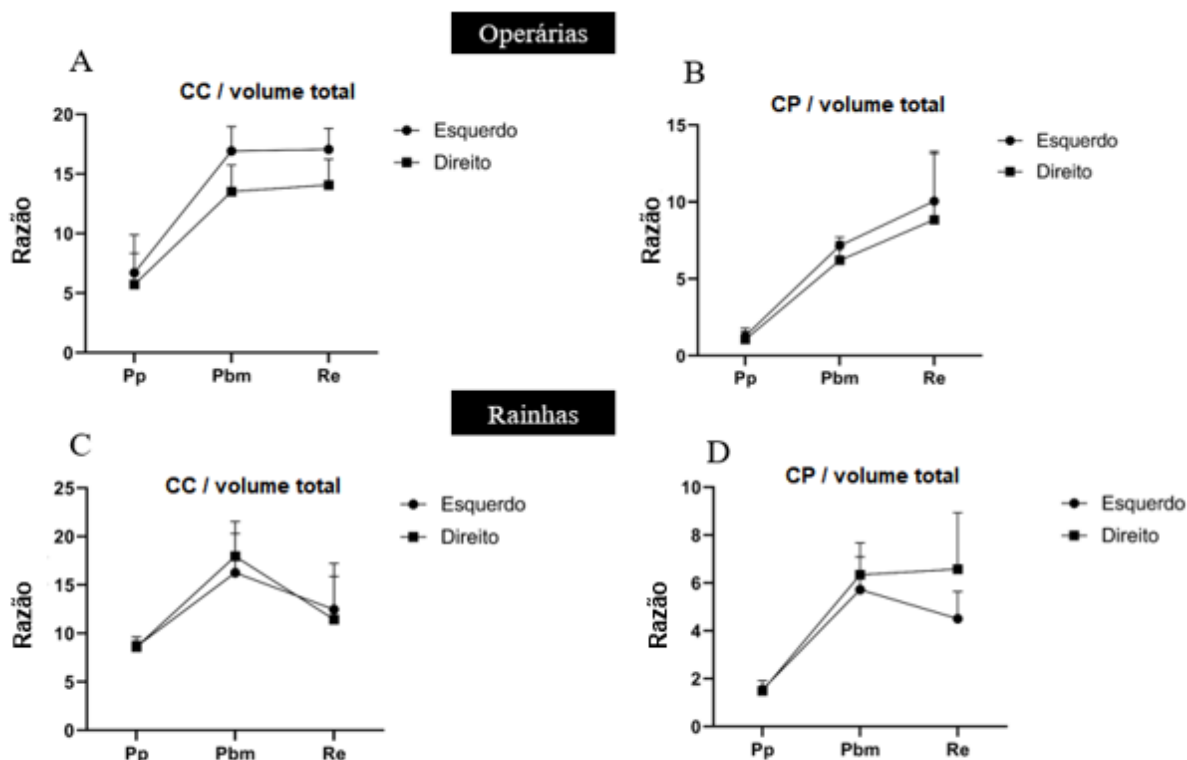 Operárias
A
CC / volume total
Esquerdo
Direito
Razão
20
15
10
5
0
Pp Pbm Re
B
CP / volume total
Esquerdo
Direito
Razão
15
10
5
0
Pp Pbm Re
Rainhas
C
CC / volume total
Esquerdo
Direito
Razão
25
20
15
10
5
0
Pp Pbm Re
D
CP / volume total
Esquerdo
Direito
Razão
10
8
6
4
2
0
Pp Pbm Re